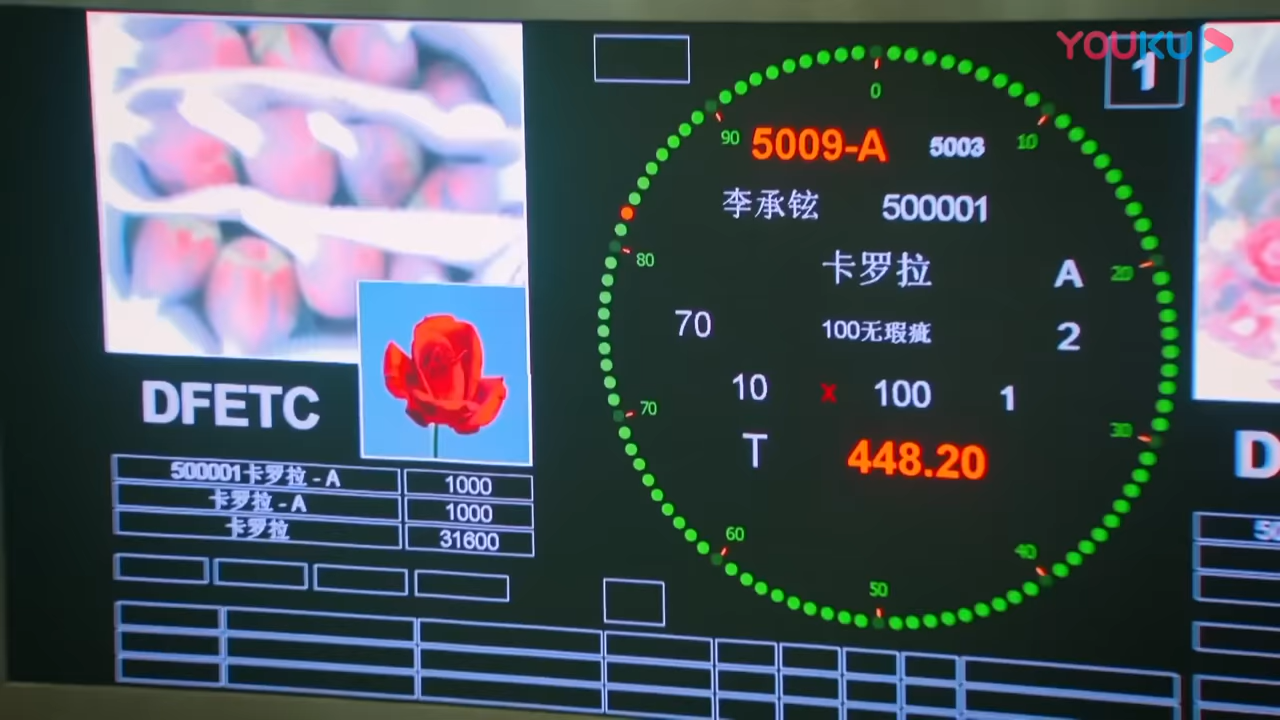 YOUKU
1
0
90 5009-A 5003 10
李承铉 500001
80 卡罗拉 A 20
70 100无瑕疵 2
10 x 100 1
DFETC 70
T 448.20 30
500001卡罗拉 - A 1000
卡罗拉 - A 1000
卡罗拉 31600
60 40
50